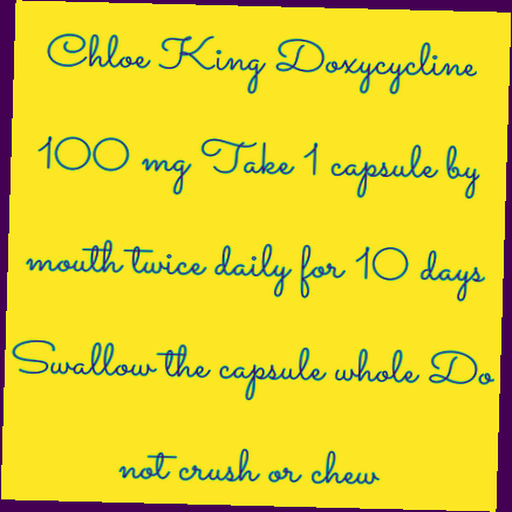 Chloe King Doxycycline
100 mg Take 1 capsule by
mouth twice daily for 10 days
Swallow the capsule whole Do
not crush or chew